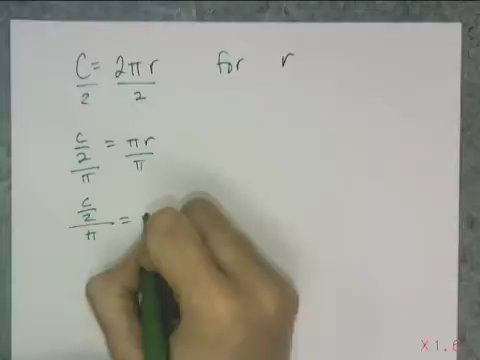 C = 2πr for r
2 2
c/2 = πr
π π
c/2 =
π
X1.6